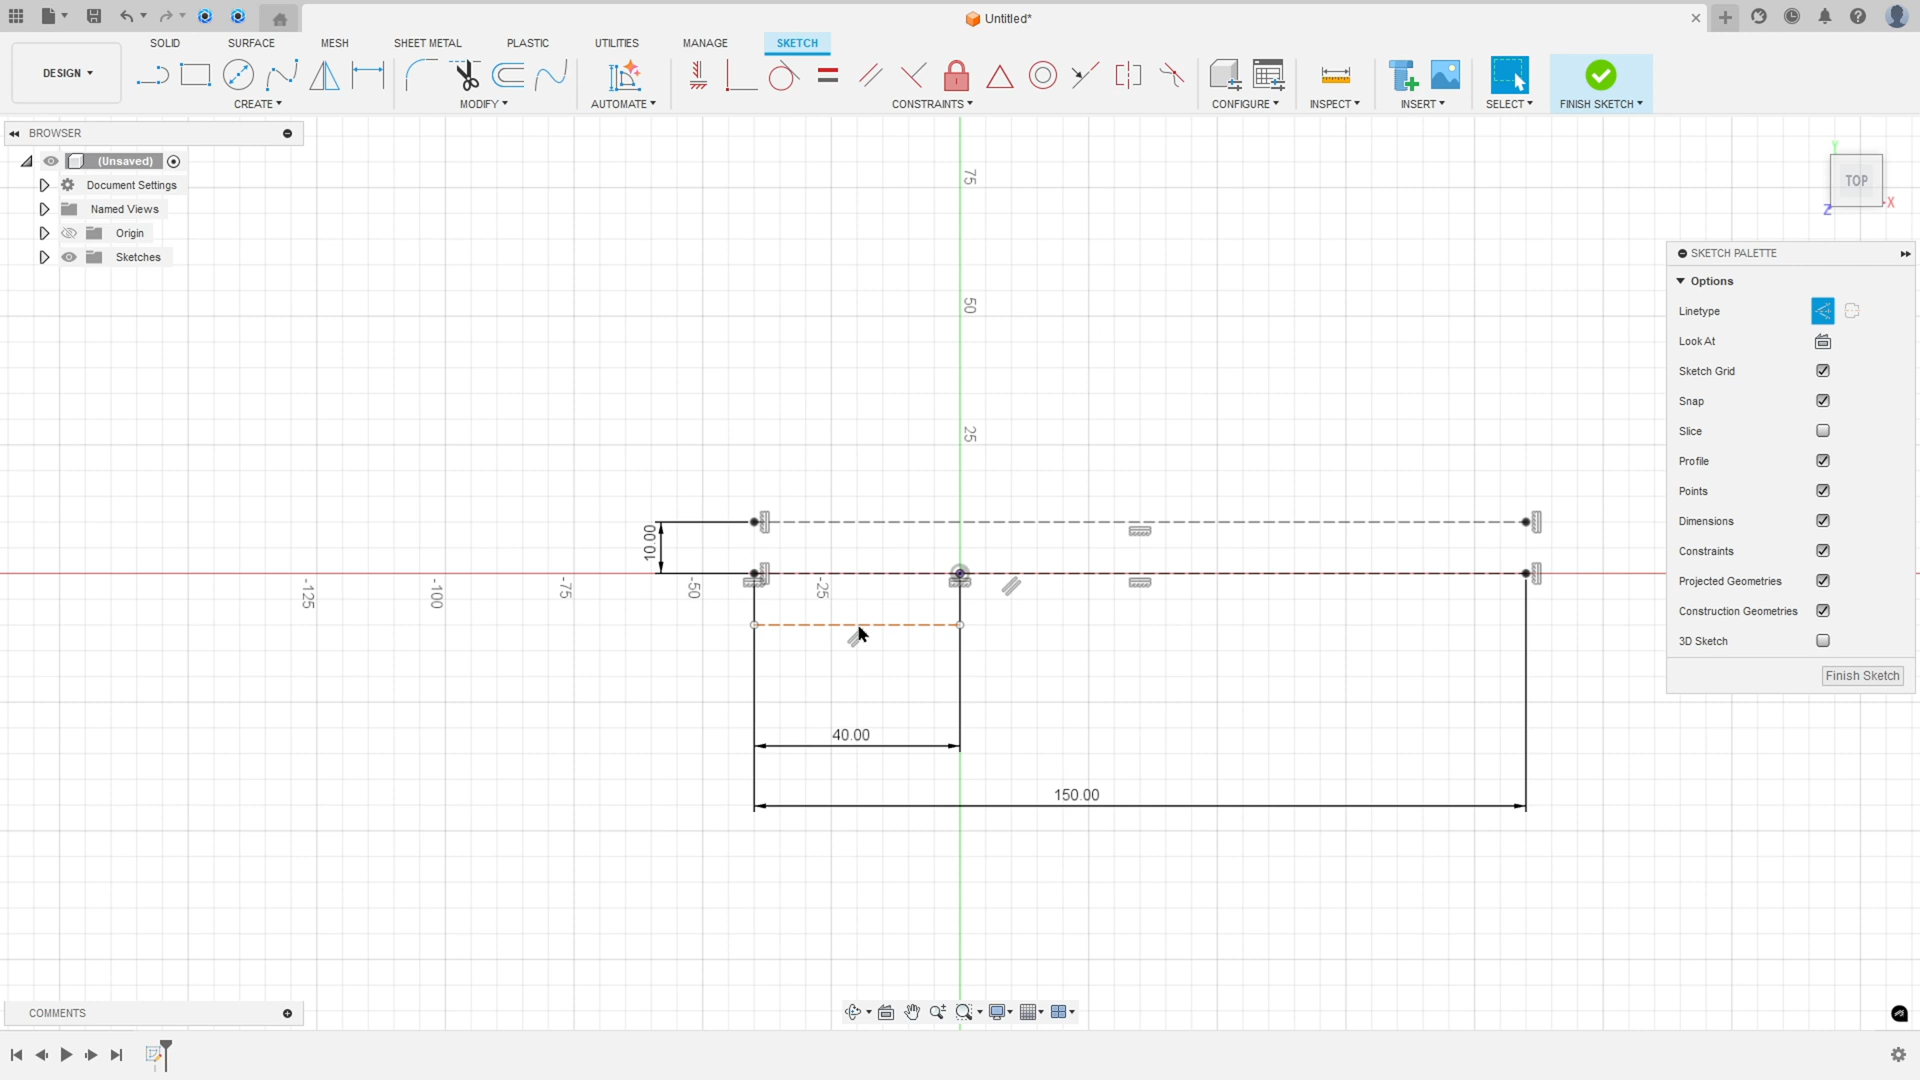 Untitled*
SOLID SURFACE MESH SHEET METAL PLASTIC UTILITIES MANAGE SKETCH
DESIGN
CREATE MODIFY AUTOMATE CONSTRAINTS CONFIGURE INSPECT INSERT SELECT FINISH SKETCH
BROWSER
(Unsaved)
Document Settings
Named Views
Origin
Sketches
75
50
25
-125
-100
-75
-50
-25
10.00
40.00
150.00
Y
TOP
X
Z
SKETCH PALETTE
Options
Linetype
Look At
Sketch Grid
Snap
Slice
Profile
Points
Dimensions
Constraints
Projected Geometries
Construction Geometries
3D Sketch
Finish Sketch
COMMENTS